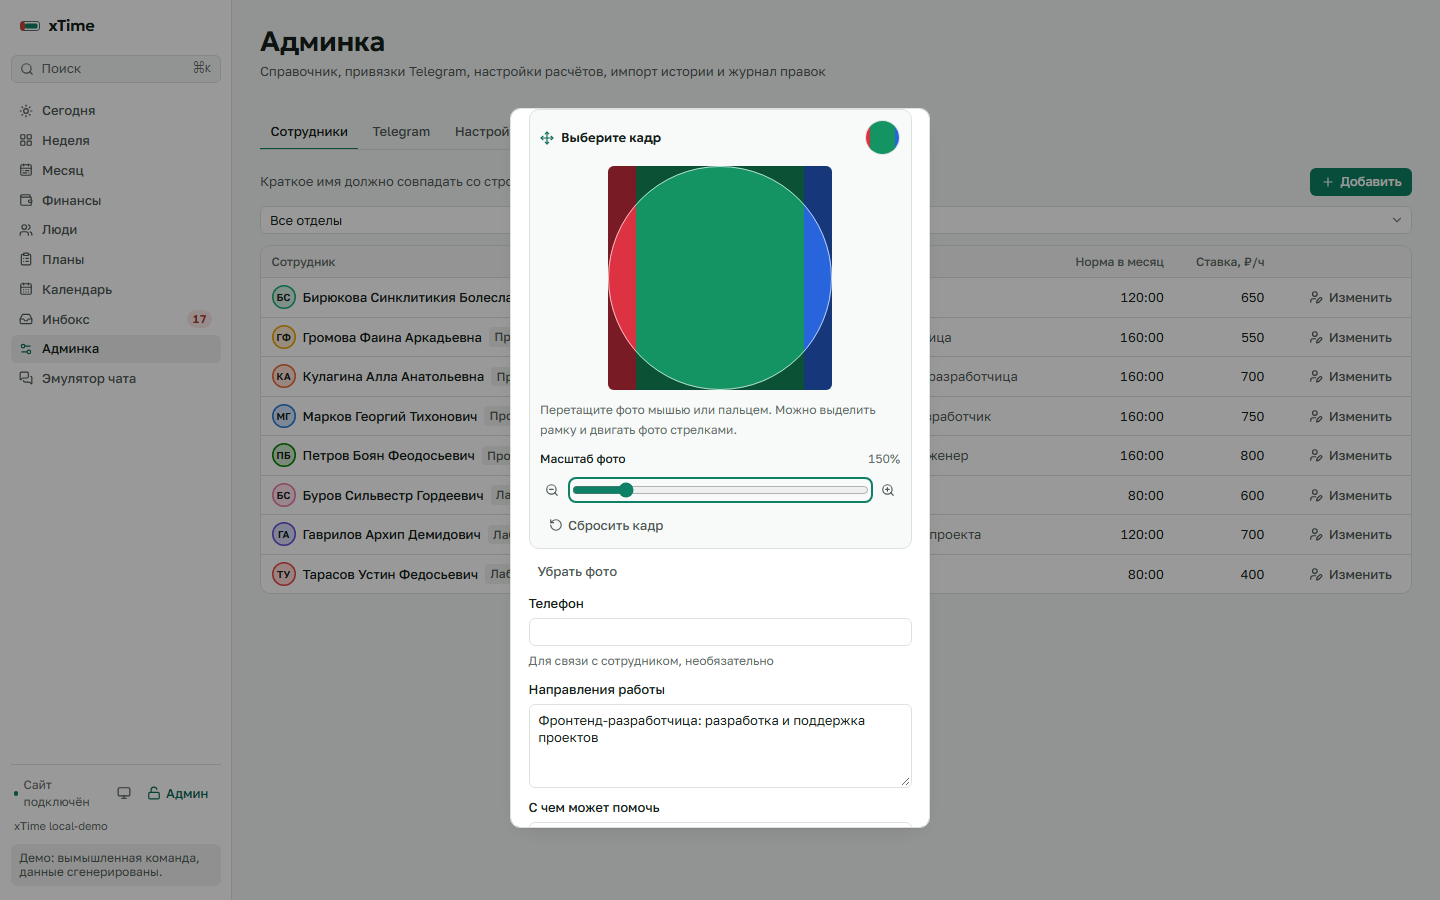 xTime
Поиск
⌘K
Сегодня
Неделя
Месяц
Финансы
Люди
Планы
Календарь
Инбокс 17
Админка
Эмулятор чата
Сайт
подключён
Админ
xTime local-demo
Демо: вымышленная команда,
данные сгенерированы.
Админка
Справочник, привязки Telegram, настройки расчётов, импорт истории и журнал правок
Сотрудники
Telegram
Настрой
Краткое имя должно совпадать со стро
Добавить
Все отделы
Сотрудник
Норма в месяц
Ставка, ₽/ч
БС Бирюкова Синклитикия Болесла 120:00 650 Изменить
ГФ Громова Фаина Аркадьевна Пр ица 160:00 550 Изменить
КА Кулагина Алла Анатольевна Пр разработчица 160:00 700 Изменить
МГ Марков Георгий Тихонович Про зработчик 160:00 750 Изменить
ПБ Петров Боян Феодосьевич Про женер 160:00 800 Изменить
БС Буров Сильвестр Гордеевич Ла 80:00 600 Изменить
ГА Гаврилов Архип Демидович Лаб проекта 120:00 700 Изменить
ТУ Тарасов Устин Федосьевич Лаб 80:00 400 Изменить
Выберите кадр
Перетащите фото мышью или пальцем. Можно выделить
рамку и двигать фото стрелками.
Масштаб фото 150%
Сбросить кадр
Убрать фото
Телефон
Для связи с сотрудником, необязательно
Направления работы
Фронтенд-разработчица: разработка и поддержка
проектов
С чем может помочь